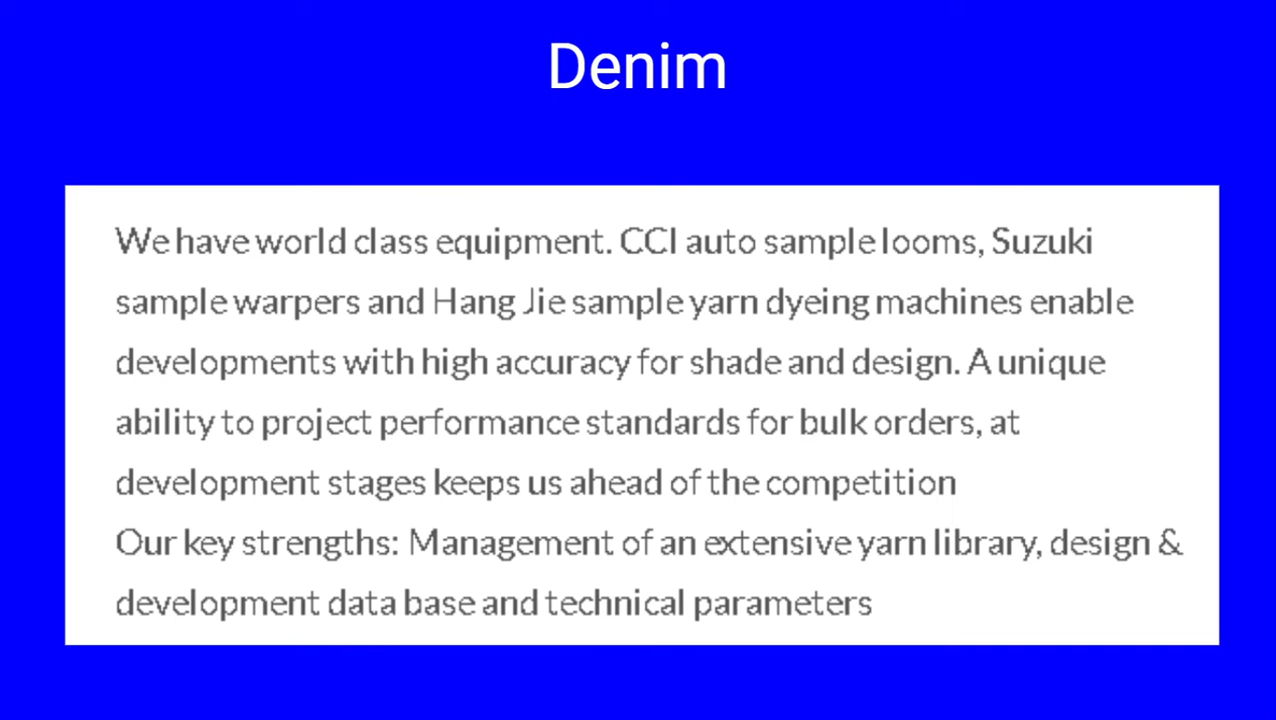 Denim
We have world class equipment. CCI auto sample looms, Suzuki
sample warpers and Hang Jie sample yarn dyeing machines enable
developments with high accuracy for shade and design. A unique
ability to project performance standards for bulk orders, at
development stages keeps us ahead of the competition
Our key strengths: Management of an extensive yarn library, design &
development data base and technical parameters